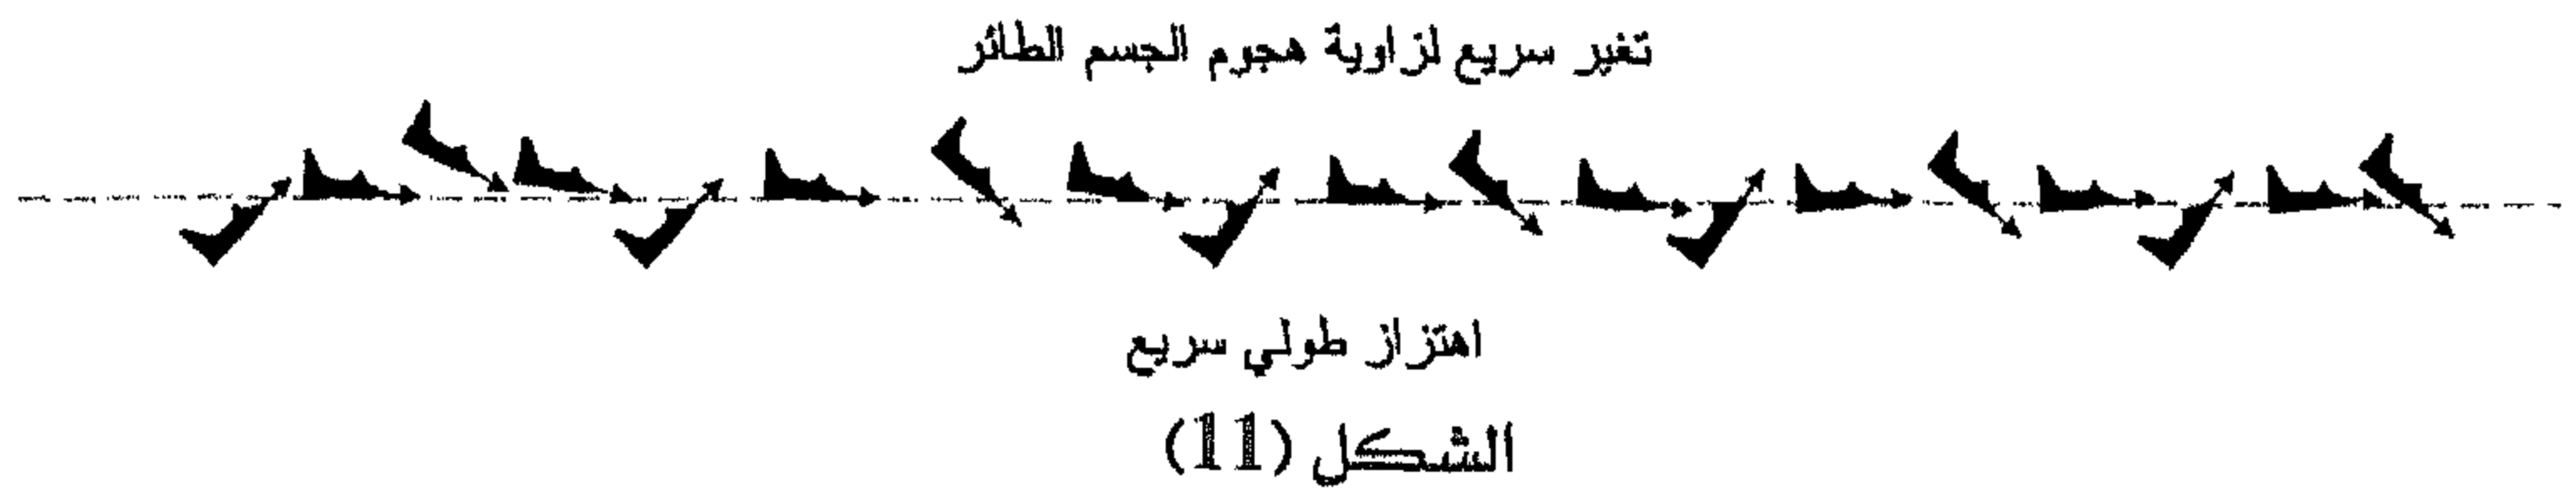 تغير سريع لزاوية هجوم الجسم الطائر
اهتزاز طولي سريع
الشكل (11)